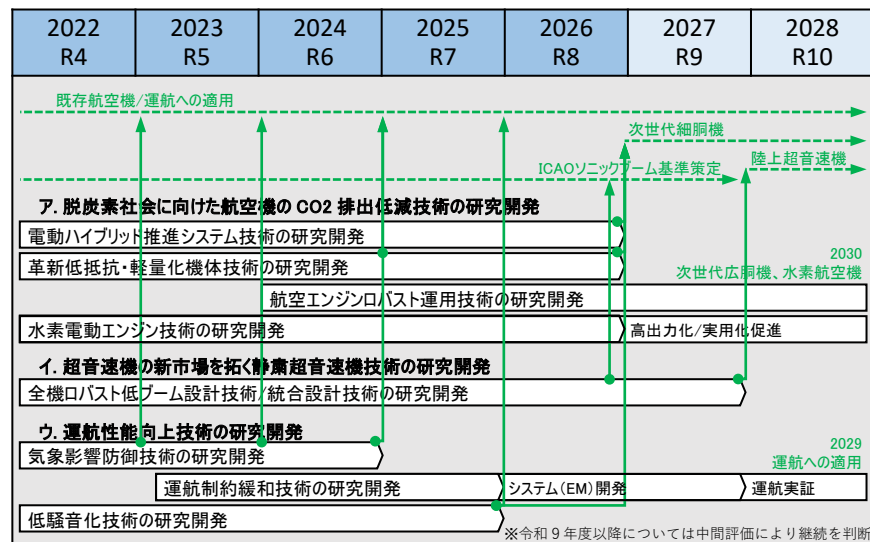 2022 2023 2024 2025 2026 2027 2028
R4 R5 R6 R7 R8 R9 R10
既存航空機/運航への適用
次世代細胴機
ICAOソニックブーム基準策定
陸上超音速機
ア. 脱炭素社会に向けた航空機の CO2 排出低減技術の研究開発
電動ハイブリッド推進システム技術の研究開発
革新低抵抗・軽量化機体技術の研究開発
2030
次世代広胴機、水素航空機
航空エンジンロバスト運用技術の研究開発
水素電動エンジン技術の研究開発
高出力化/実用化促進
イ. 超音速機の新市場を拓く静粛超音速機技術の研究開発
全機ロバスト低ブーム設計技術/統合設計技術の研究開発
ウ. 運航性能向上技術の研究開発
気象影響防御技術の研究開発
2029
運航への適用
運航制約緩和技術の研究開発
システム(EM)開発
運航実証
低騒音化技術の研究開発
※令和9年度以降については中間評価により継続を判断